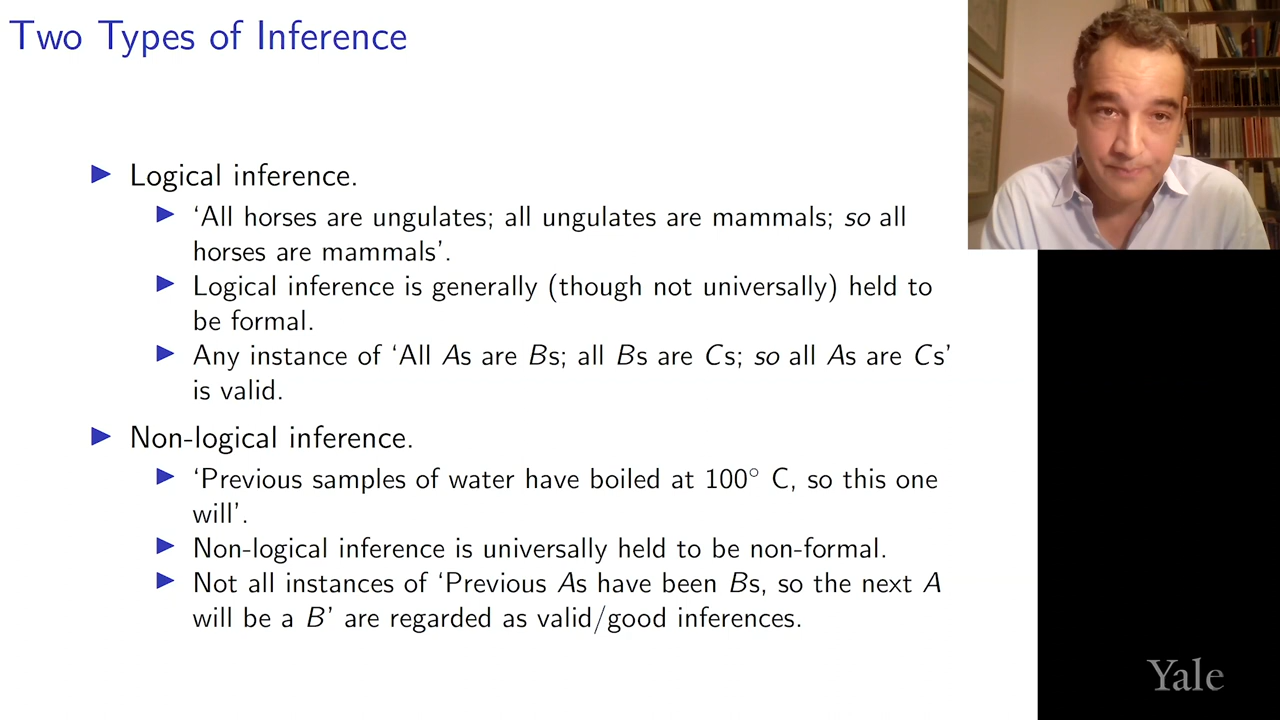 Two Types of Inference
▶ Logical inference.
▶ ‘All horses are ungulates; all ungulates are mammals; so all
horses are mammals’.
▶ Logical inference is generally (though not universally) held to
be formal.
▶ Any instance of ‘All As are Bs; all Bs are Cs; so all As are Cs’
is valid.
▶ Non-logical inference.
▶ ‘Previous samples of water have boiled at 100° C, so this one
will’.
▶ Non-logical inference is universally held to be non-formal.
▶ Not all instances of ‘Previous As have been Bs, so the next A
will be a B’ are regarded as valid/good inferences.
Yale